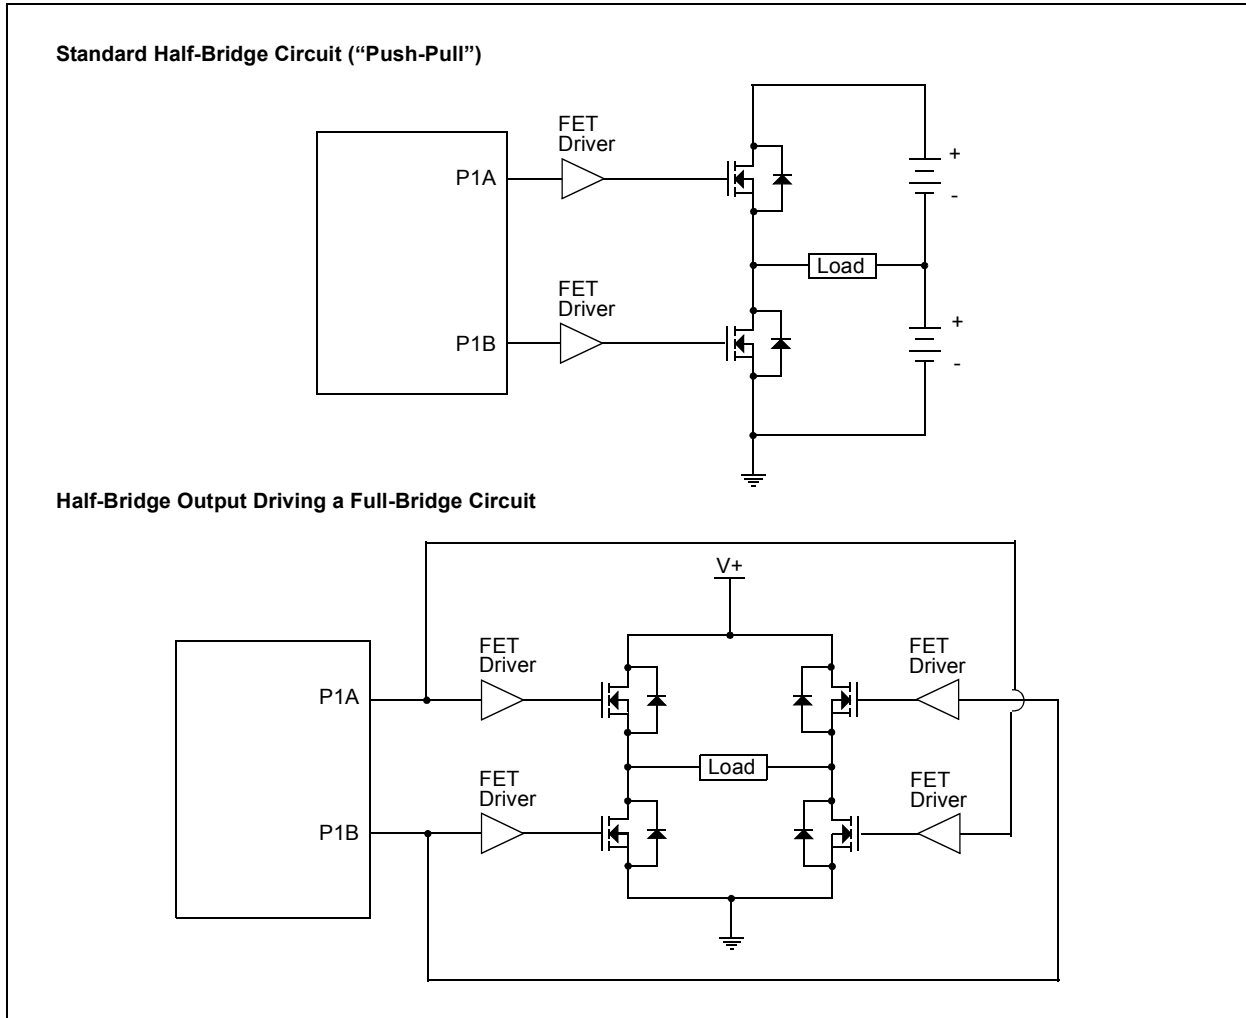 Standard Half-Bridge Circuit (“Push-Pull”)
FET
Driver
P1A
+
-
Load
FET
Driver
P1B
+
-
Half-Bridge Output Driving a Full-Bridge Circuit
V+
FET
Driver
FET
Driver
P1A
Load
FET
Driver
FET
Driver
P1B